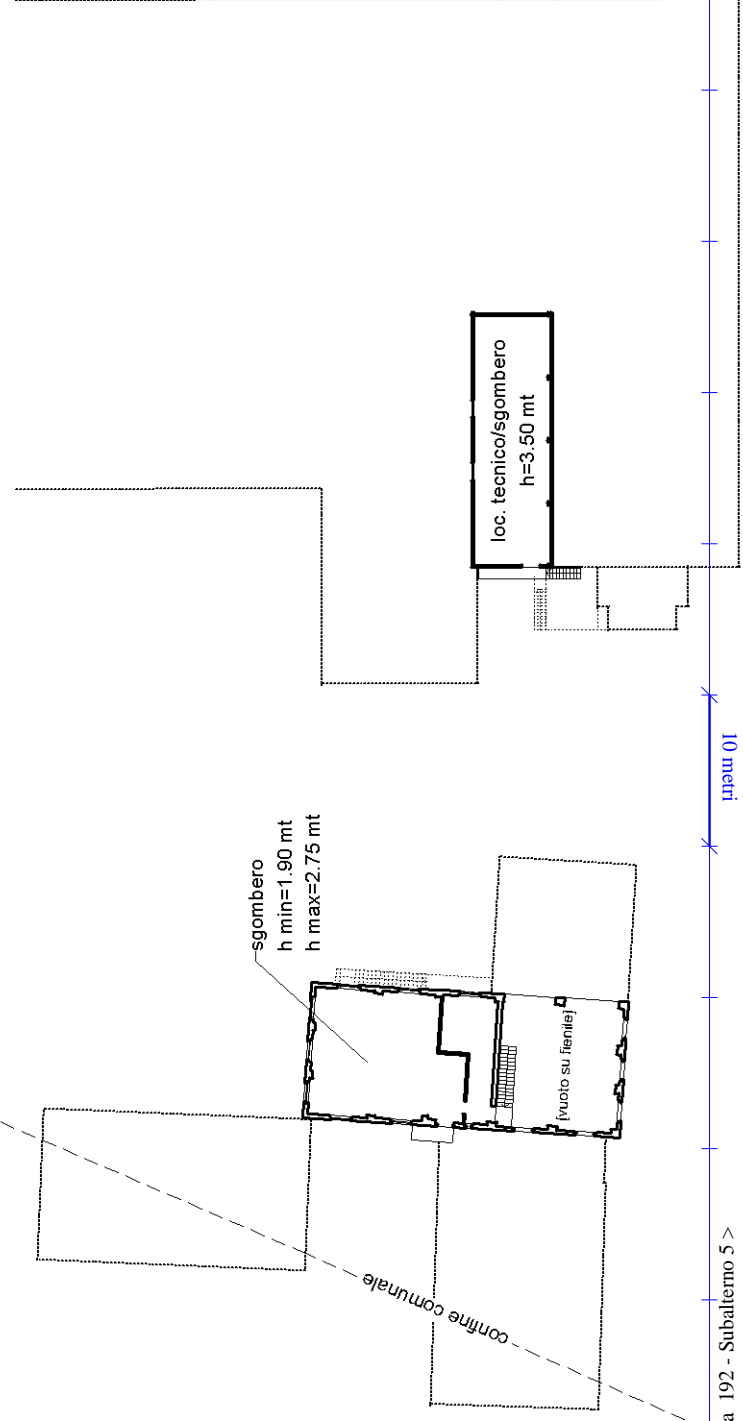 loc. tecnico/sgombero
h=3.50 mt
10 metri
sgombero
h min=1.90 mt
h max=2.75 mt
[vuoto su fienile]
confine comunale
a 192 - Subalterno 5 >